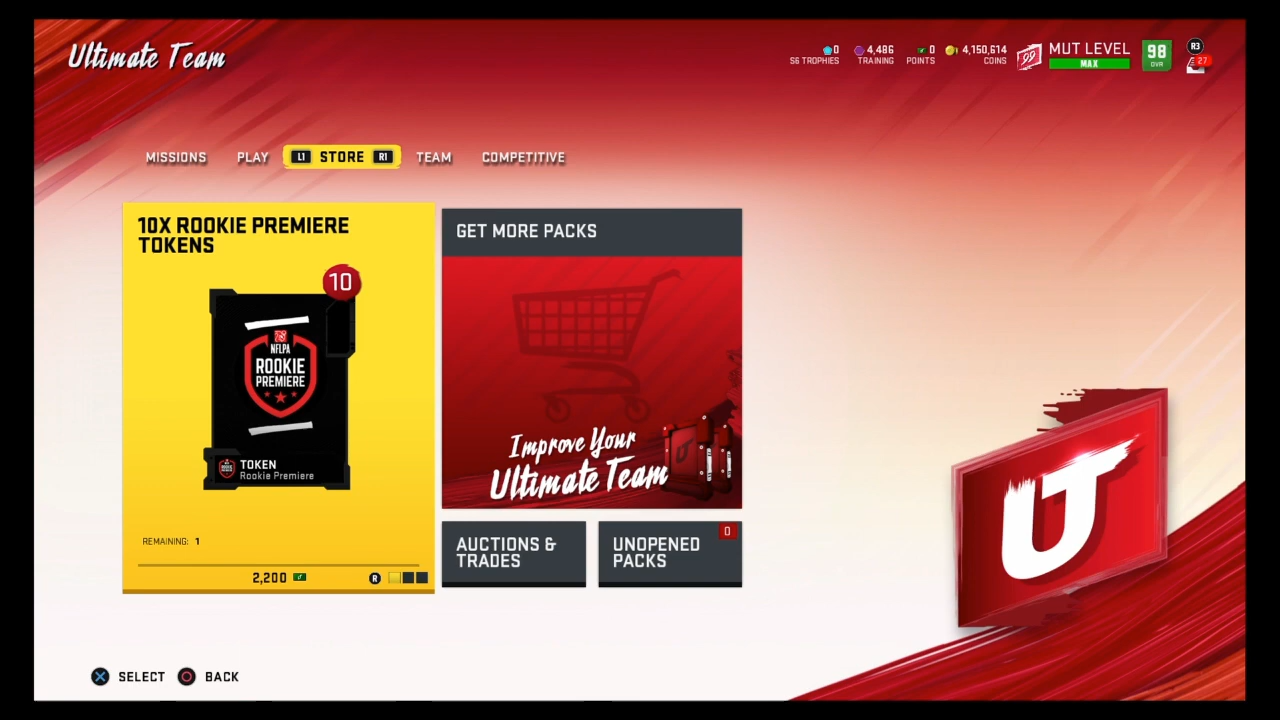 Ultimate Team
0
S6 TROPHIES
4,486
TRAINING
0
POINTS
4,150,614
COINS
99
MUT LEVEL
MAX
98
OVR
R3
27
MISSIONS
PLAY
L1 STORE R1
TEAM
COMPETITIVE
10X ROOKIE PREMIERE
TOKENS
10
NFLPA
ROOKIE
PREMIERE
TOKEN
Rookie Premiere
REMAINING: 1
2,200
R
GET MORE PACKS
Improve Your
Ultimate Team
AUCTIONS &
TRADES
UNOPENED
PACKS
0
UT
SELECT
BACK